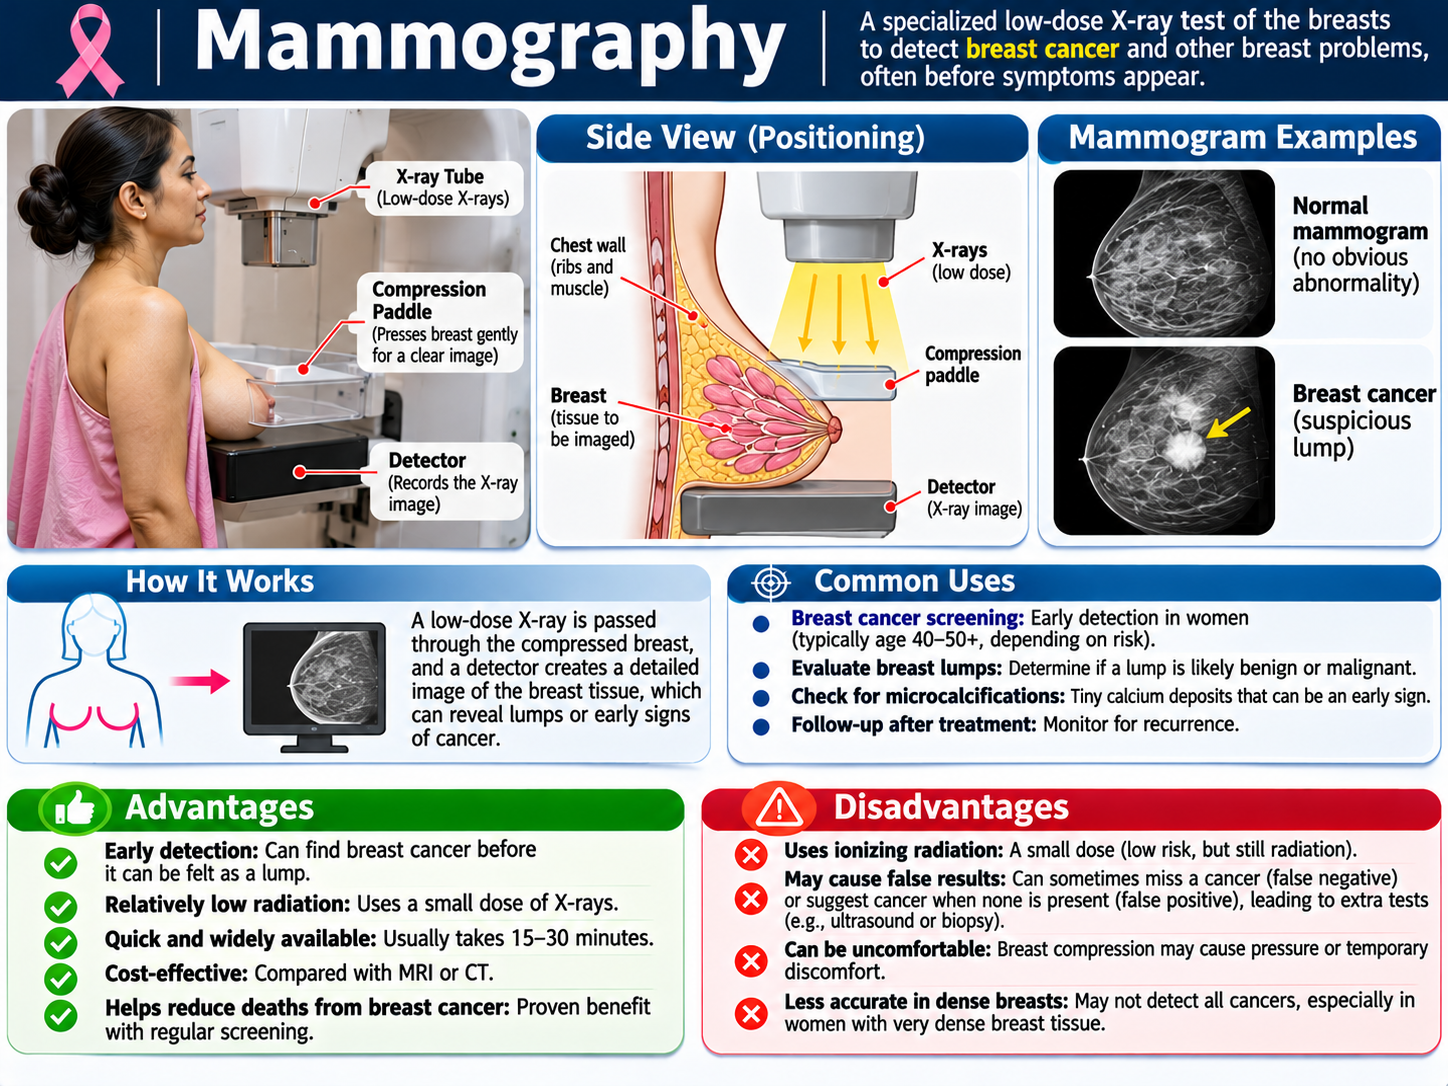 Mammography
A specialized low-dose X-ray test of the breasts
to detect breast cancer and other breast problems,
often before symptoms appear.
X-ray Tube
(Low-dose X-rays)
Compression
Paddle
(Presses breast gently
for a clear image)
Detector
(Records the X-ray
image)
Side View (Positioning)
Chest wall
(ribs and
muscle)
Breast
(tissue to
be imaged)
X-rays
(low dose)
Compression
paddle
Detector
(X-ray image)
Mammogram Examples
Normal
mammogram
(no obvious
abnormality)
Breast cancer
(suspicious
lump)
How It Works
A low-dose X-ray is passed
through the compressed breast,
and a detector creates a detailed
image of the breast tissue, which
can reveal lumps or early signs
of cancer.
Common Uses
Breast cancer screening: Early detection in women
(typically age 40–50+, depending on risk).
Evaluate breast lumps: Determine if a lump is likely benign or malignant.
Check for microcalcifications: Tiny calcium deposits that can be an early sign.
Follow-up after treatment: Monitor for recurrence.
Advantages
Early detection: Can find breast cancer before
it can be felt as a lump.
Relatively low radiation: Uses a small dose of X-rays.
Quick and widely available: Usually takes 15–30 minutes.
Cost-effective: Compared with MRI or CT.
Helps reduce deaths from breast cancer: Proven benefit
with regular screening.
Disadvantages
Uses ionizing radiation: A small dose (low risk, but still radiation).
May cause false results: Can sometimes miss a cancer (false negative)
or suggest cancer when none is present (false positive), leading to extra tests
(e.g., ultrasound or biopsy).
Can be uncomfortable: Breast compression may cause pressure or temporary
discomfort.
Less accurate in dense breasts: May not detect all cancers, especially in
women with very dense breast tissue.